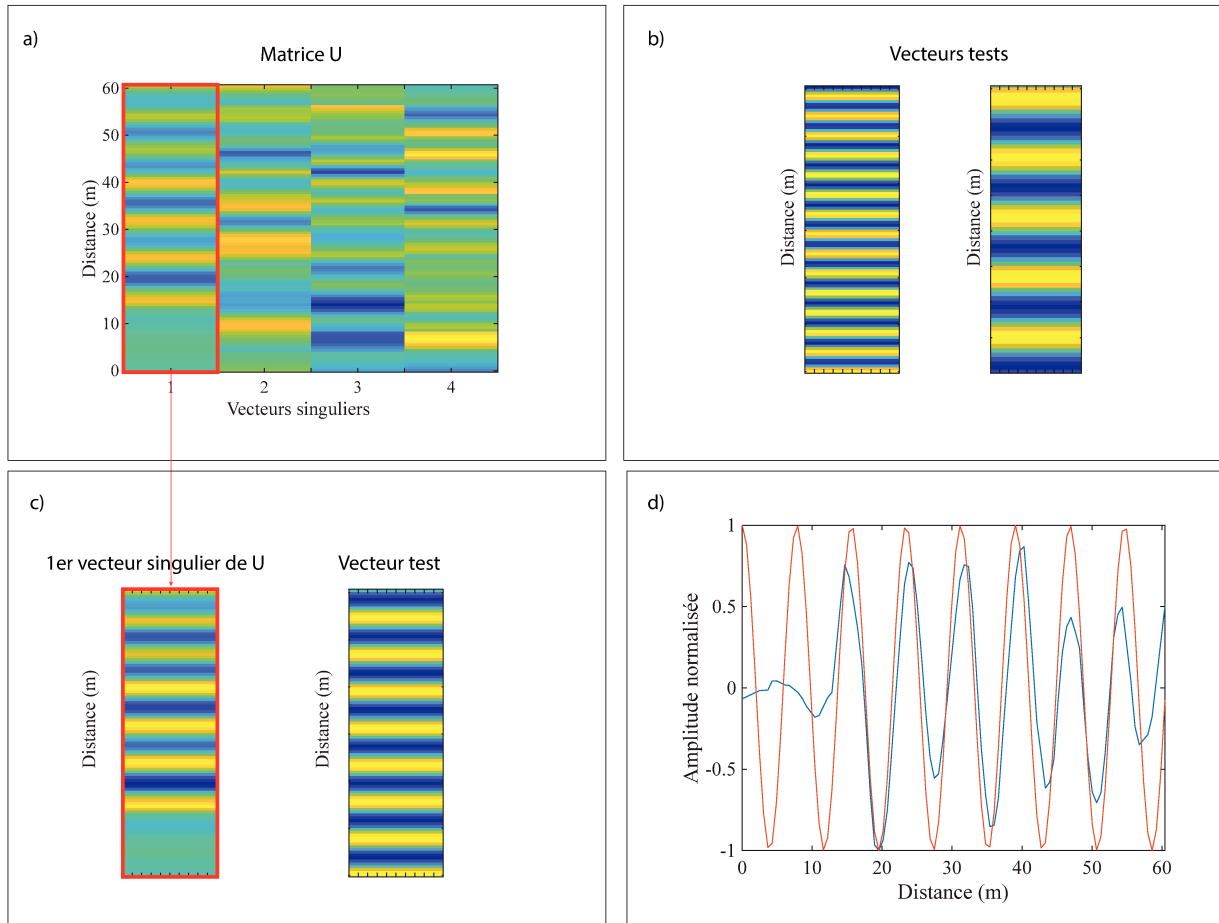 a)
Matrice U
60
50
40
30
20
10
0
Distance (m)
1 2 3 4
Vecteurs singuliers
b)
Vecteurs tests
Distance (m)
Distance (m)
c)
1er vecteur singulier de U
Vecteur test
Distance (m)
Distance (m)
d)
1
0.5
0
-0.5
-1
Amplitude normalisée
0 10 20 30 40 50 60
Distance (m)